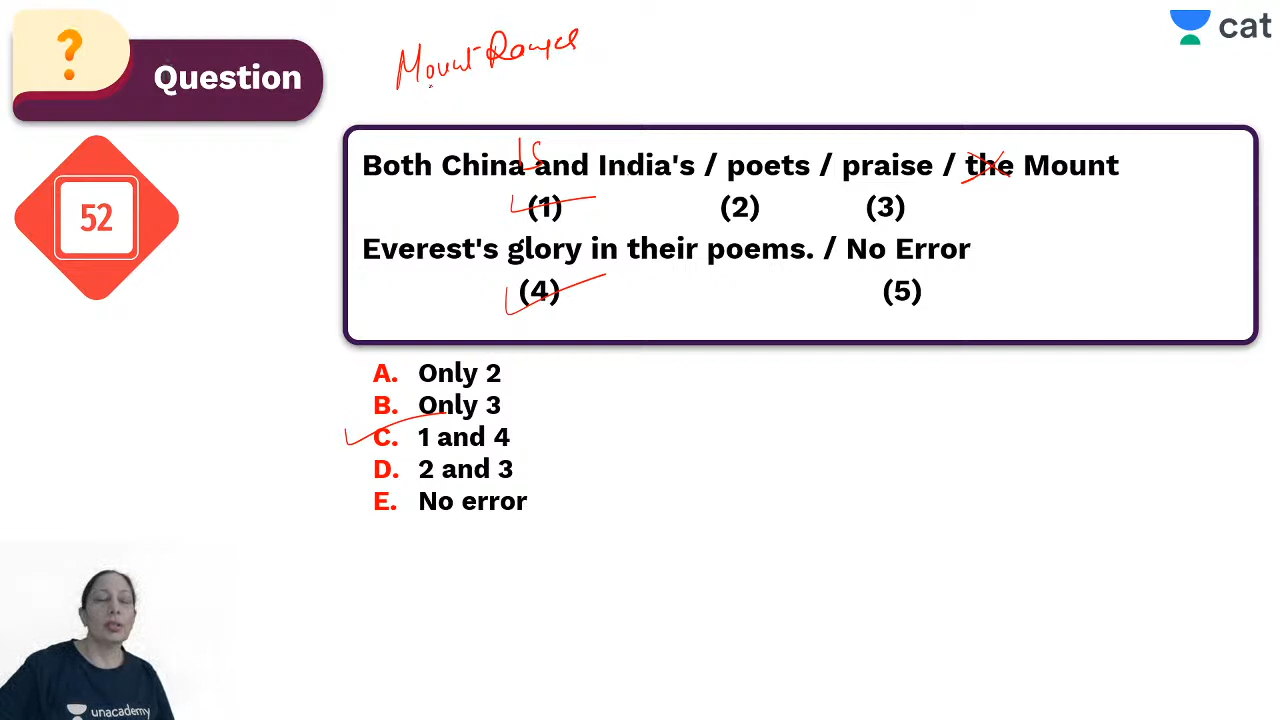 ?
Question
Mount Ranges
cat
52
's
Both China and India's / poets / praise / the Mount
(1) (2) (3)
Everest's glory in their poems. / No Error
(4) (5)
A. Only 2
B. Only 3
C. 1 and 4
D. 2 and 3
E. No error
unacademy